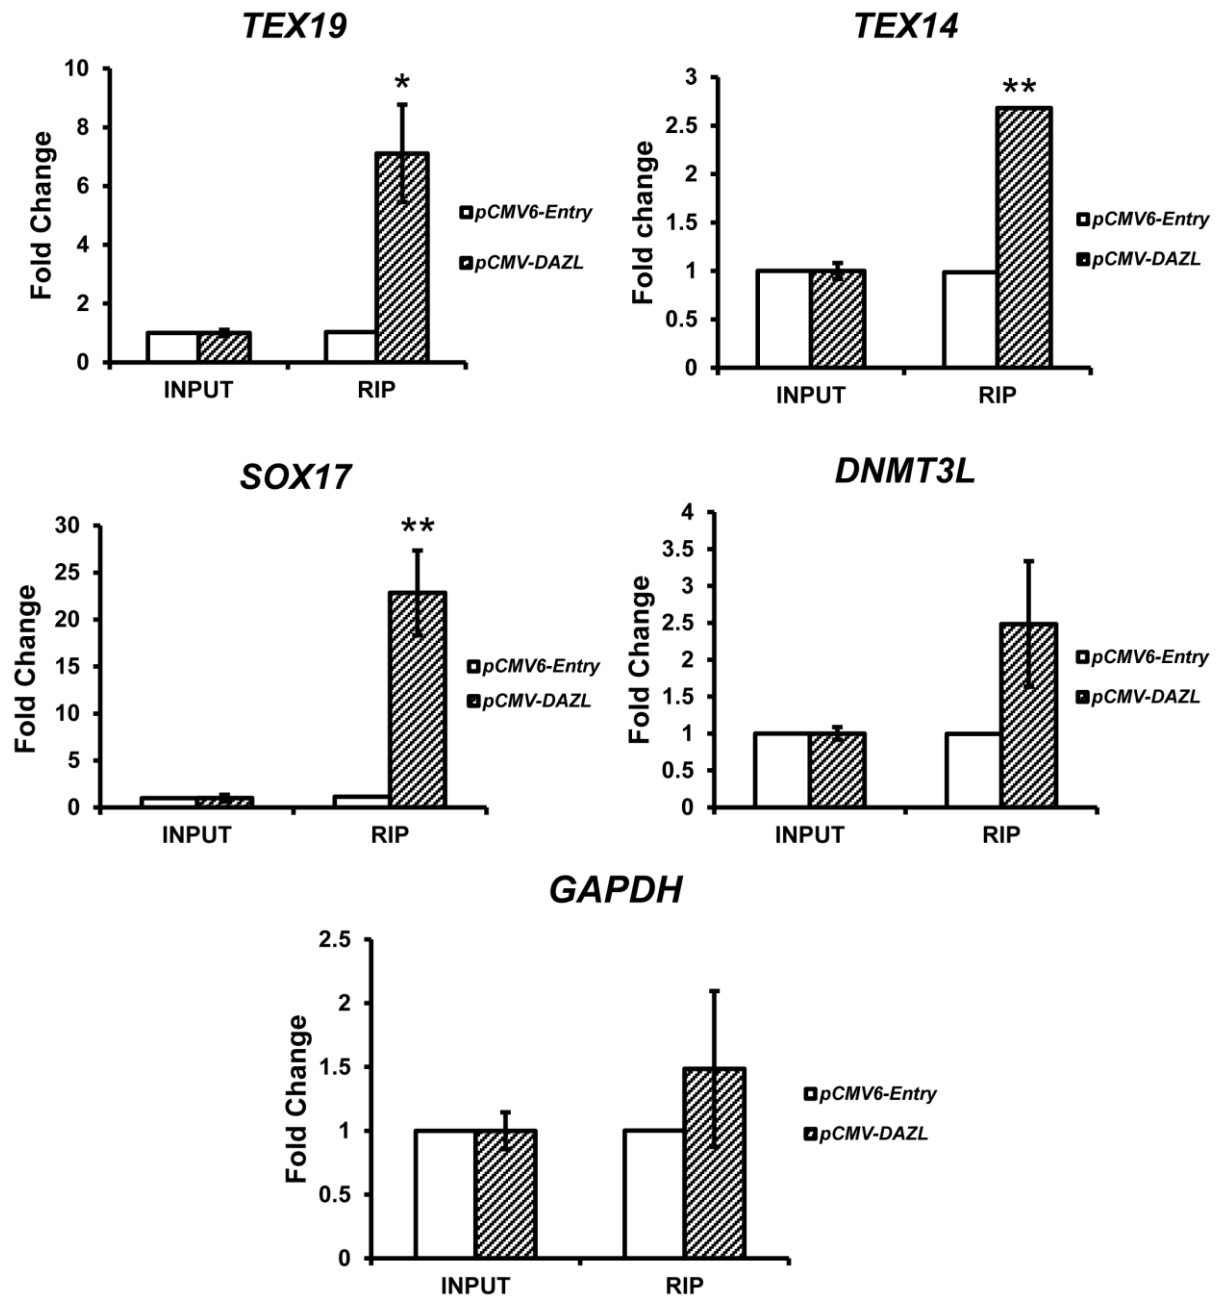 TEX19
10
8
6
4
2
0
Fold Change
*
INPUT
RIP
pCMV6-Entry
pCMV-DAZL
TEX14
3
2.5
2
1.5
1
0.5
0
Fold change
**
INPUT
RIP
pCMV6-Entry
pCMV-DAZL
SOX17
30
25
20
15
10
5
0
Fold Change
**
INPUT
RIP
pCMV6-Entry
pCMV-DAZL
DNMT3L
4
3.5
3
2.5
2
1.5
1
0.5
0
Fold Change
INPUT
RIP
pCMV6-Entry
pCMV-DAZL
GAPDH
2.5
2
1.5
1
0.5
0
Fold Change
INPUT
RIP
pCMV6-Entry
pCMV-DAZL